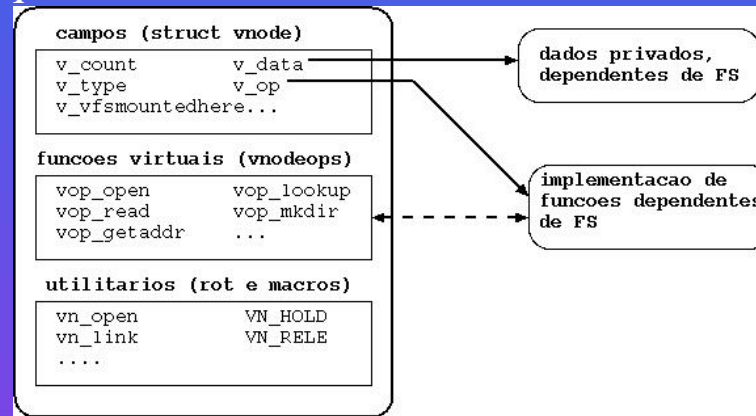 campos (struct vnode)
v_count v_data
v_type v_op
v_vfsmountedhere...
funcoes virtuais (vnodeops)
vop_open vop_lookup
vop_read vop_mkdir
vop_getaddr ...
utilitarios (rot e macros)
vn_open VN_HOLD
vn_link VN_RELE
....
dados privados,
dependentes de FS
implementacao de
funcoes dependentes
de FS